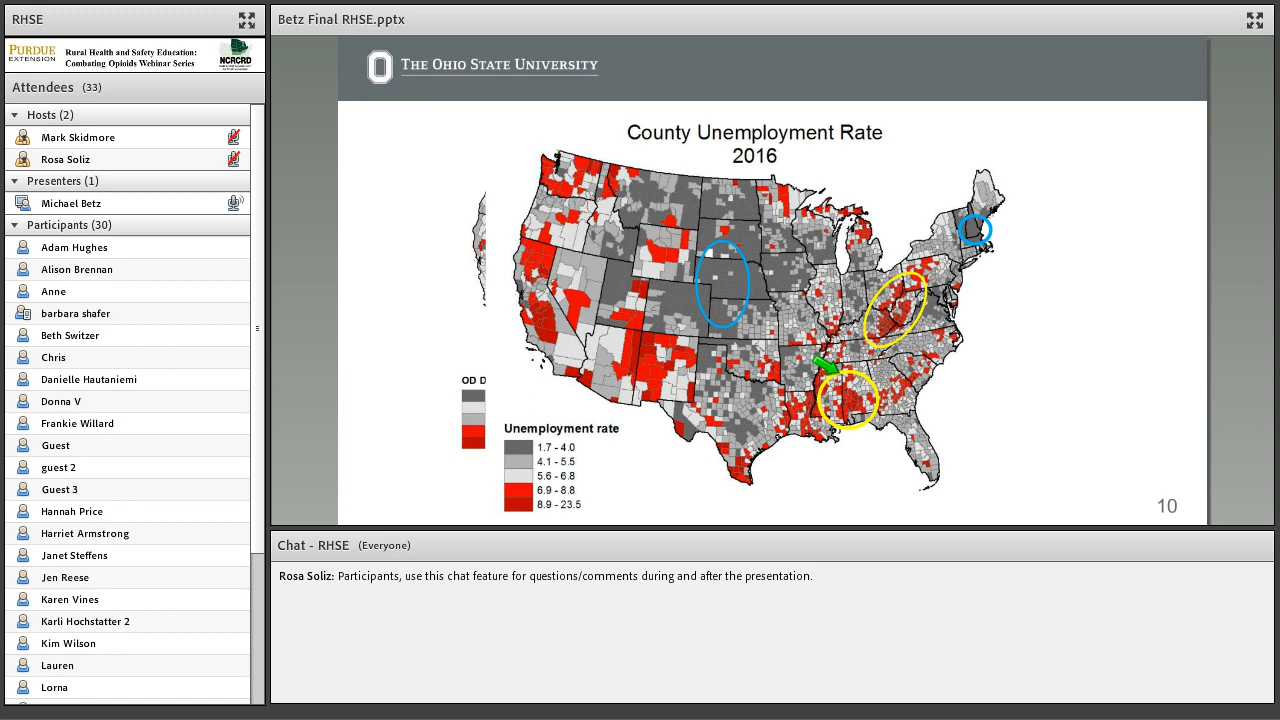 RHSE
PURDUE
EXTENSION
Rural Health and Safety Education:
Combating Opioids Webinar Series
NCRCRD
Attendees (33)
Hosts (2)
Mark Skidmore
Rosa Soliz
Presenters (1)
Michael Betz
Participants (30)
Adam Hughes
Alison Brennan
Anne
barbara shafer
Beth Switzer
Chris
Danielle Hautaniemi
Donna V
Frankie Willard
Guest
guest 2
Guest 3
Hannah Price
Harriet Armstrong
Janet Steffens
Jen Reese
Karen Vines
Karli Hochstatter 2
Kim Wilson
Lauren
Lorna
Betz Final RHSE.pptx
THE OHIO STATE UNIVERSITY
County Unemployment Rate
2016
OD D
Unemployment rate
1.7 - 4.0
4.1 - 5.5
5.6 - 6.8
6.9 - 8.8
8.9 - 23.5
10
Chat - RHSE (Everyone)
Rosa Soliz: Participants, use this chat feature for questions/comments during and after the presentation.